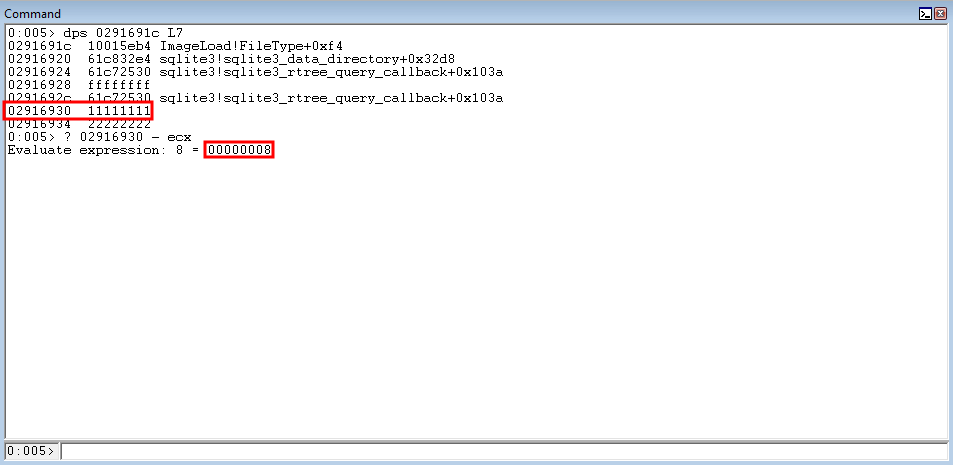 Command
0:005> dps 0291691c L7
0291691c  10015eb4 ImageLoad!FileType+0xf4
02916920  61c832e4 sqlite3!sqlite3_data_directory+0x32d8
02916924  61c72530 sqlite3!sqlite3_rtree_query_callback+0x103a
02916928  ffffffff
0291692c  61c72530 sqlite3!sqlite3_rtree_query_callback+0x103a
02916930  11111111
02916934  22222222
0:005> ? 02916930 - ecx
Evaluate expression: 8 = 00000008
0:005>